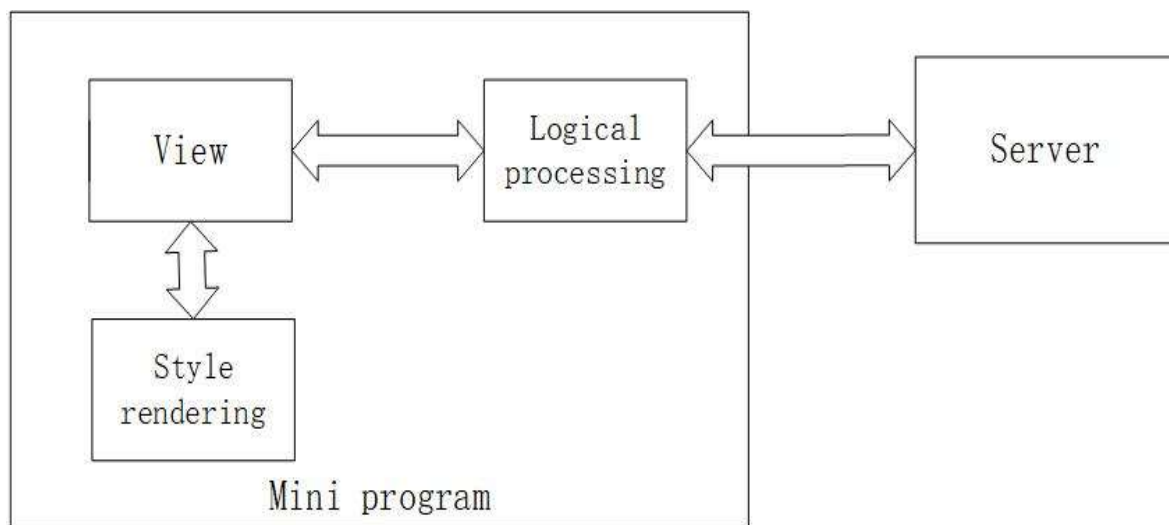 View
Logical
processing
Server
Style
rendering
Mini program